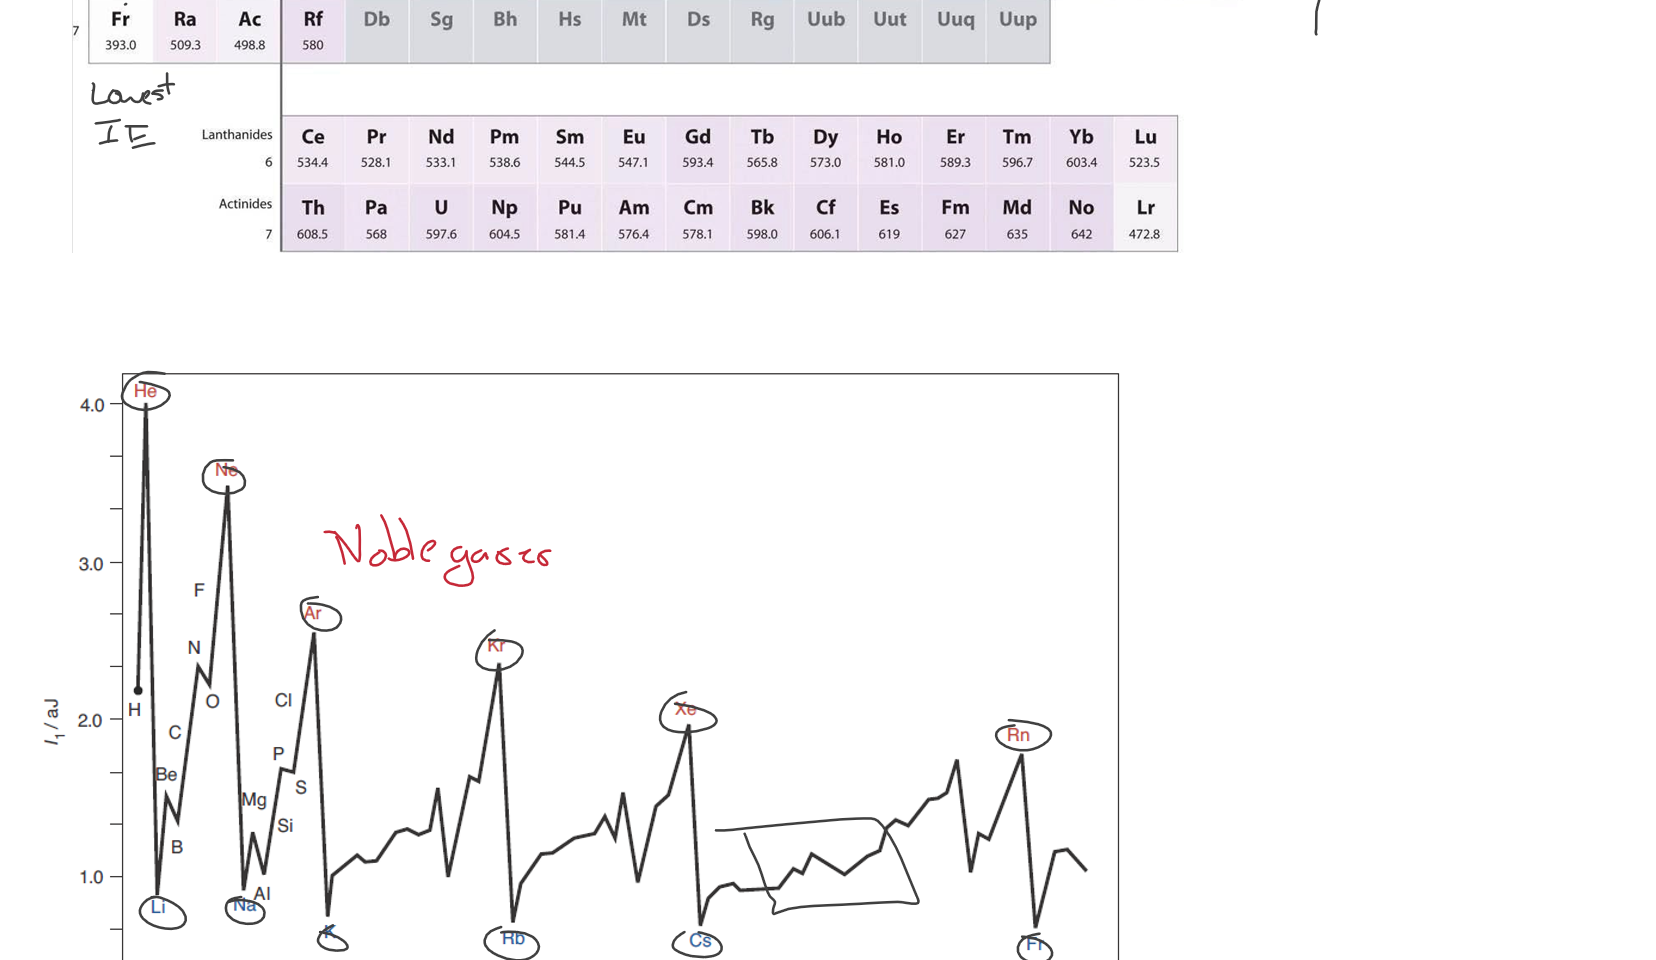 Fr Ra Ac Rf Db Sg Bh Hs Mt Ds Rg Uub Uut Uuq Uup
7
393.0 509.3 498.8 580
Lowest
IE
Lanthanides Ce Pr Nd Pm Sm Eu Gd Tb Dy Ho Er Tm Yb Lu
6 534.4 528.1 533.1 538.6 544.5 547.1 593.4 565.8 573.0 581.0 589.3 596.7 603.4 523.5
Actinides Th Pa U Np Pu Am Cm Bk Cf Es Fm Md No Lr
7 608.5 568 597.6 604.5 581.4 576.4 578.1 598.0 606.1 619 627 635 642 472.8
He
4.0
Ne
Noble gases
3.0
F
Ar
N
Kr
O
Cl
H
Xe
I1 / aJ
2.0
C
Rn
P
Be
S
Mg
Si
B
1.0
Al
Li
Na
K
Rb
Cs
Fr